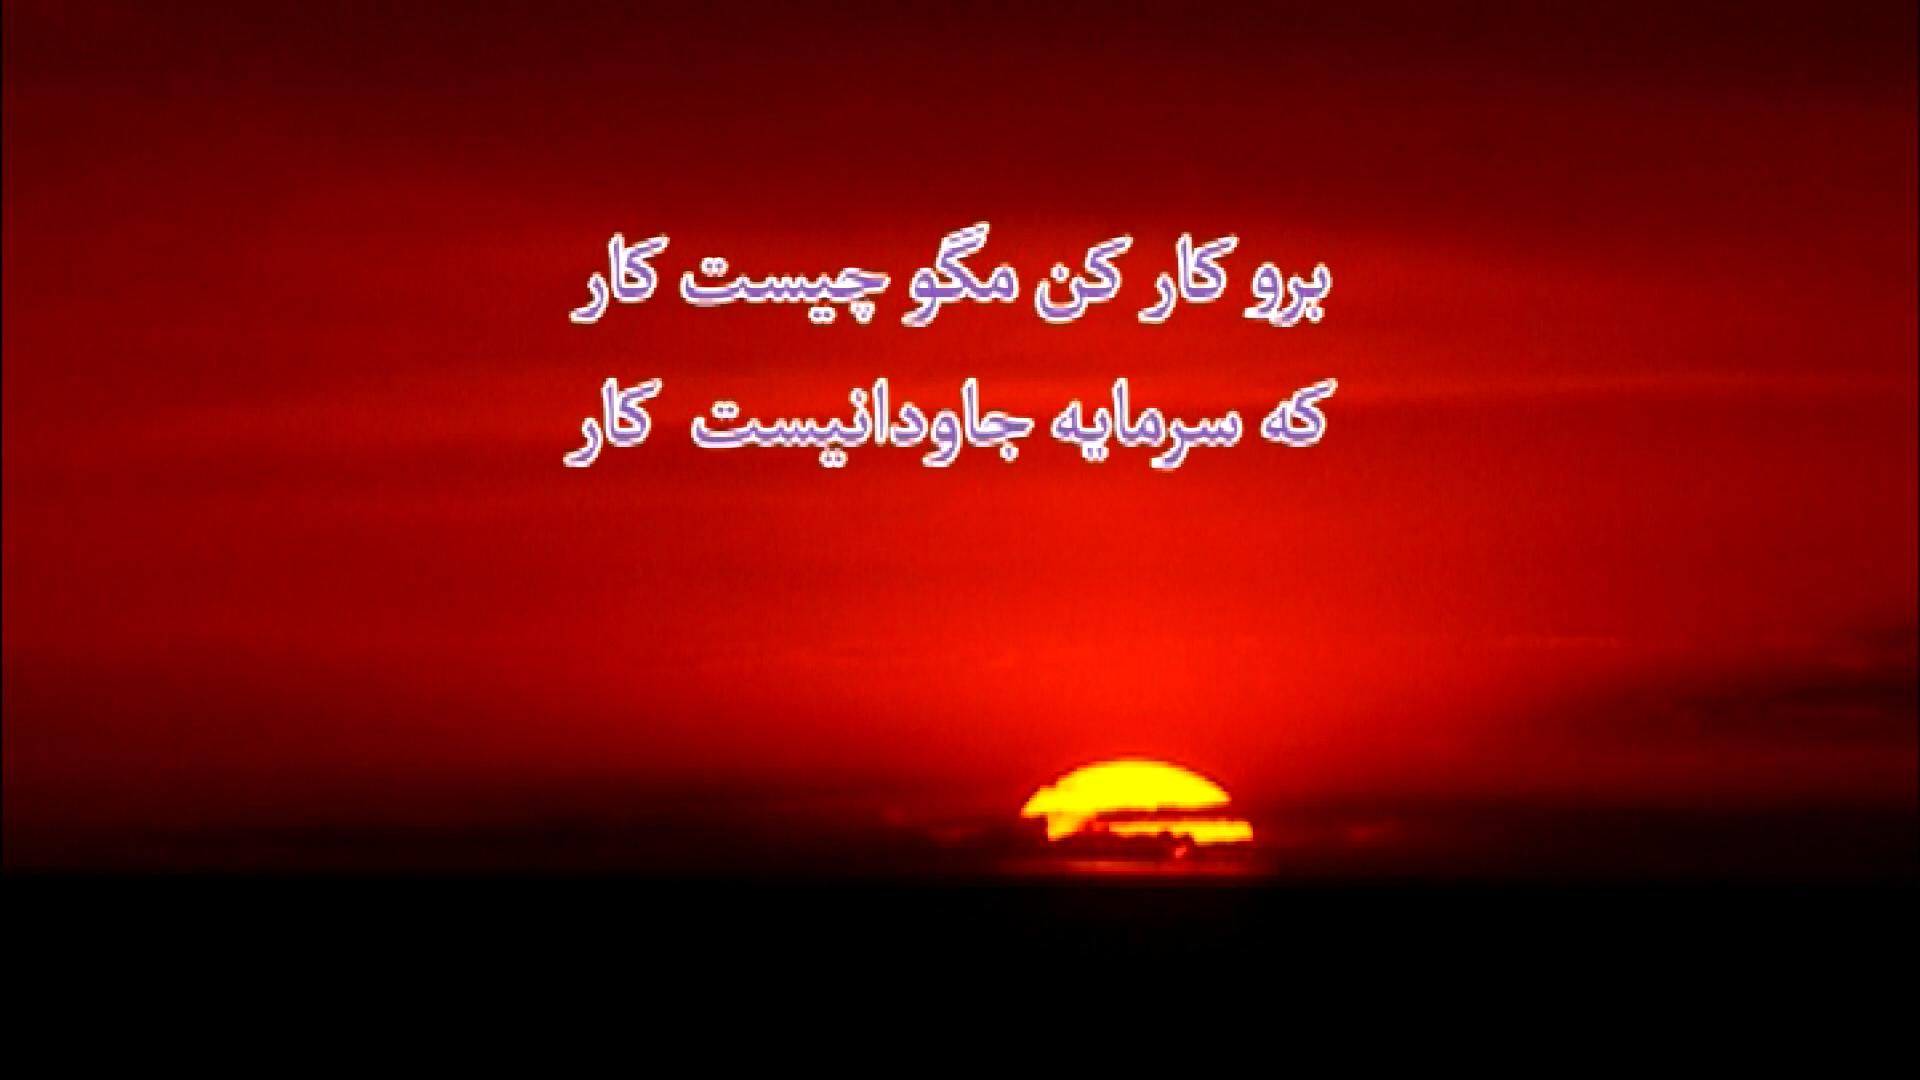 برو کار کن مگو چیست کار
که سرمایه جاودانیست کار